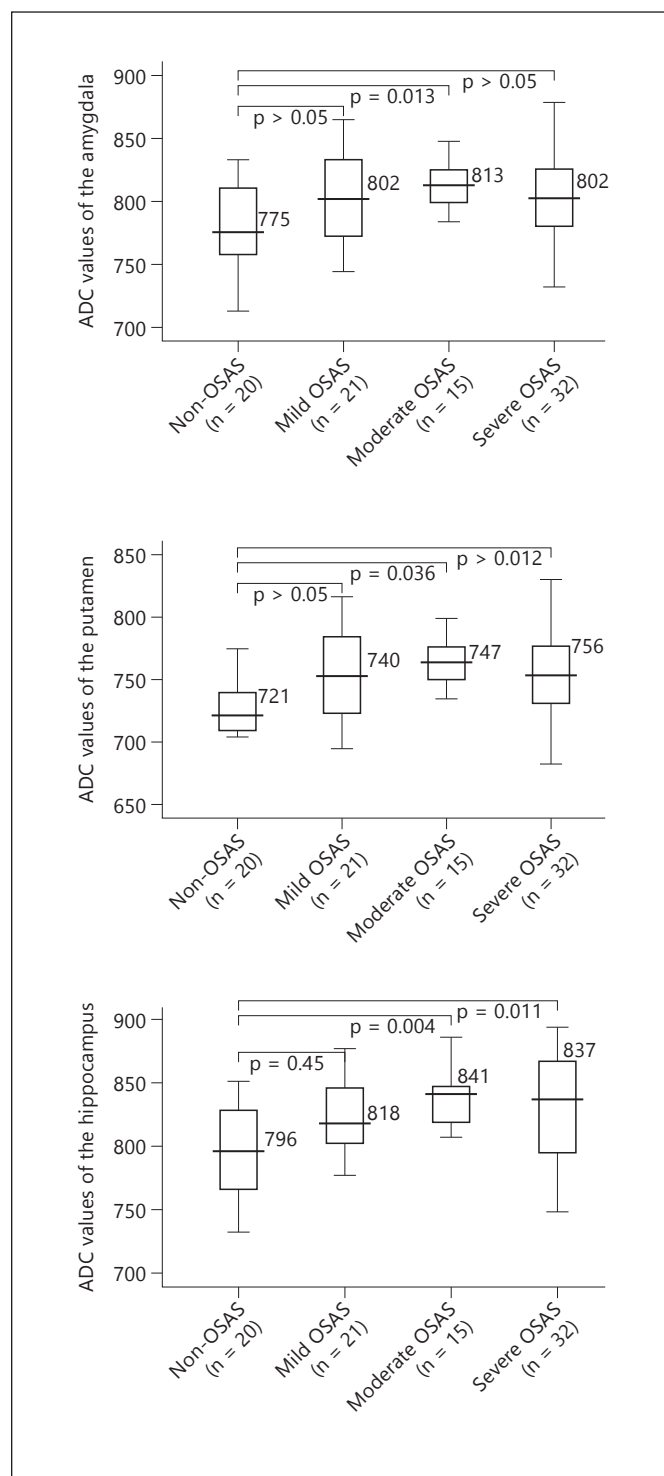 ADC values of the amygdala
900
850
800
750
700
p > 0.05
p = 0.013
p > 0.05
775
802
813
802
Non-OSAS
(n = 20)
Mild OSAS
(n = 21)
Moderate OSAS
(n = 15)
Severe OSAS
(n = 32)
ADC values of the putamen
850
800
750
700
650
p > 0.012
p = 0.036
p > 0.05
721
740
747
756
Non-OSAS
(n = 20)
Mild OSAS
(n = 21)
Moderate OSAS
(n = 15)
Severe OSAS
(n = 32)
ADC values of the hippocampus
900
850
800
750
700
p = 0.011
p = 0.004
p = 0.45
796
818
841
837
Non-OSAS
(n = 20)
Mild OSAS
(n = 21)
Moderate OSAS
(n = 15)
Severe OSAS
(n = 32)